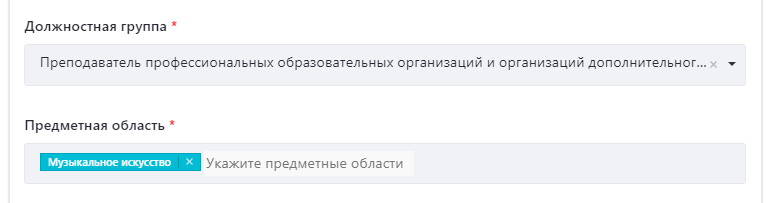 Должностная группа *
Преподаватель профессиональных образовательных организаций и организаций дополнительног... ×
Предметная область *
Музыкальное искусство × Укажите предметные области